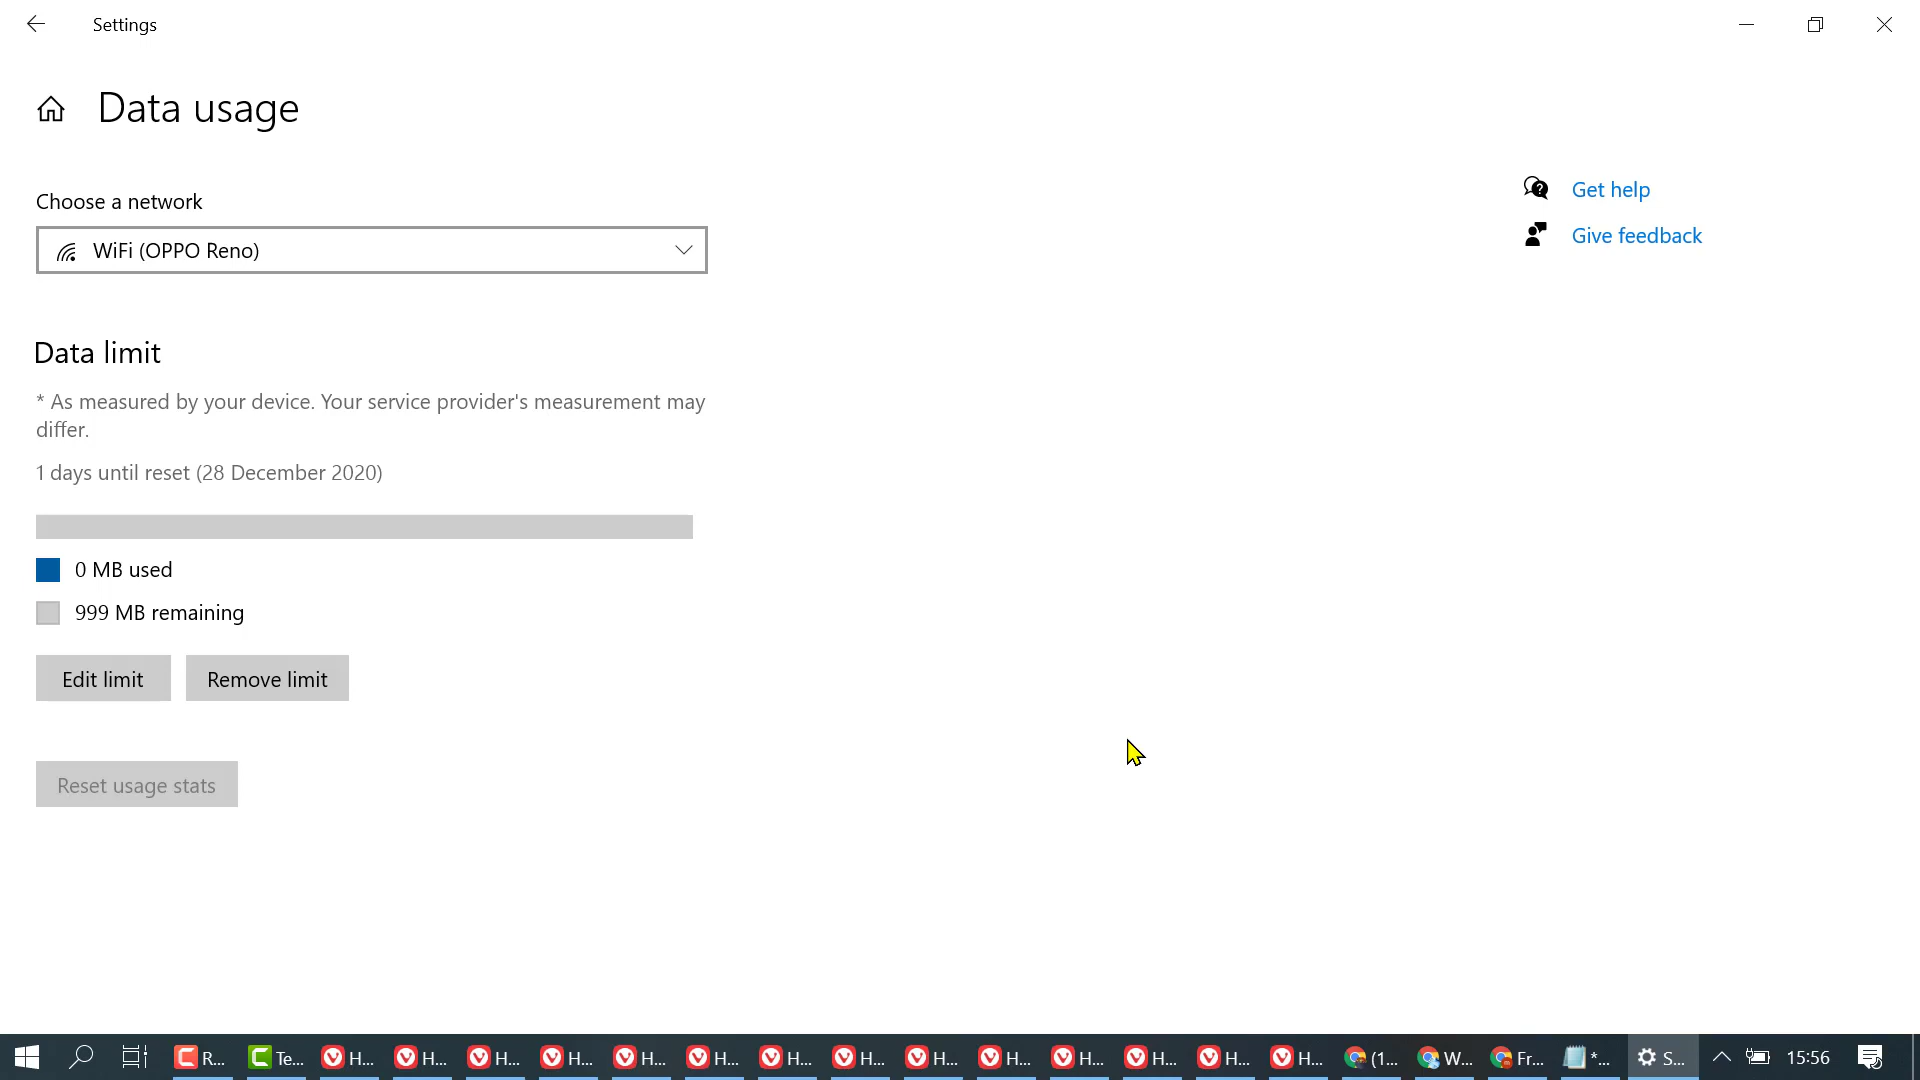 Settings
Data usage
Choose a network
WiFi (OPPO Reno)
Get help
Give feedback
Data limit
* As measured by your device. Your service provider's measurement may
differ.
1 days until reset (28 December 2020)
0 MB used
999 MB remaining
Edit limit
Remove limit
Reset usage stats
R... Te... H... H... H... H... H... H... H... H... H... H... H... H... H... H... (1... W... Fr... *... S... 15:56